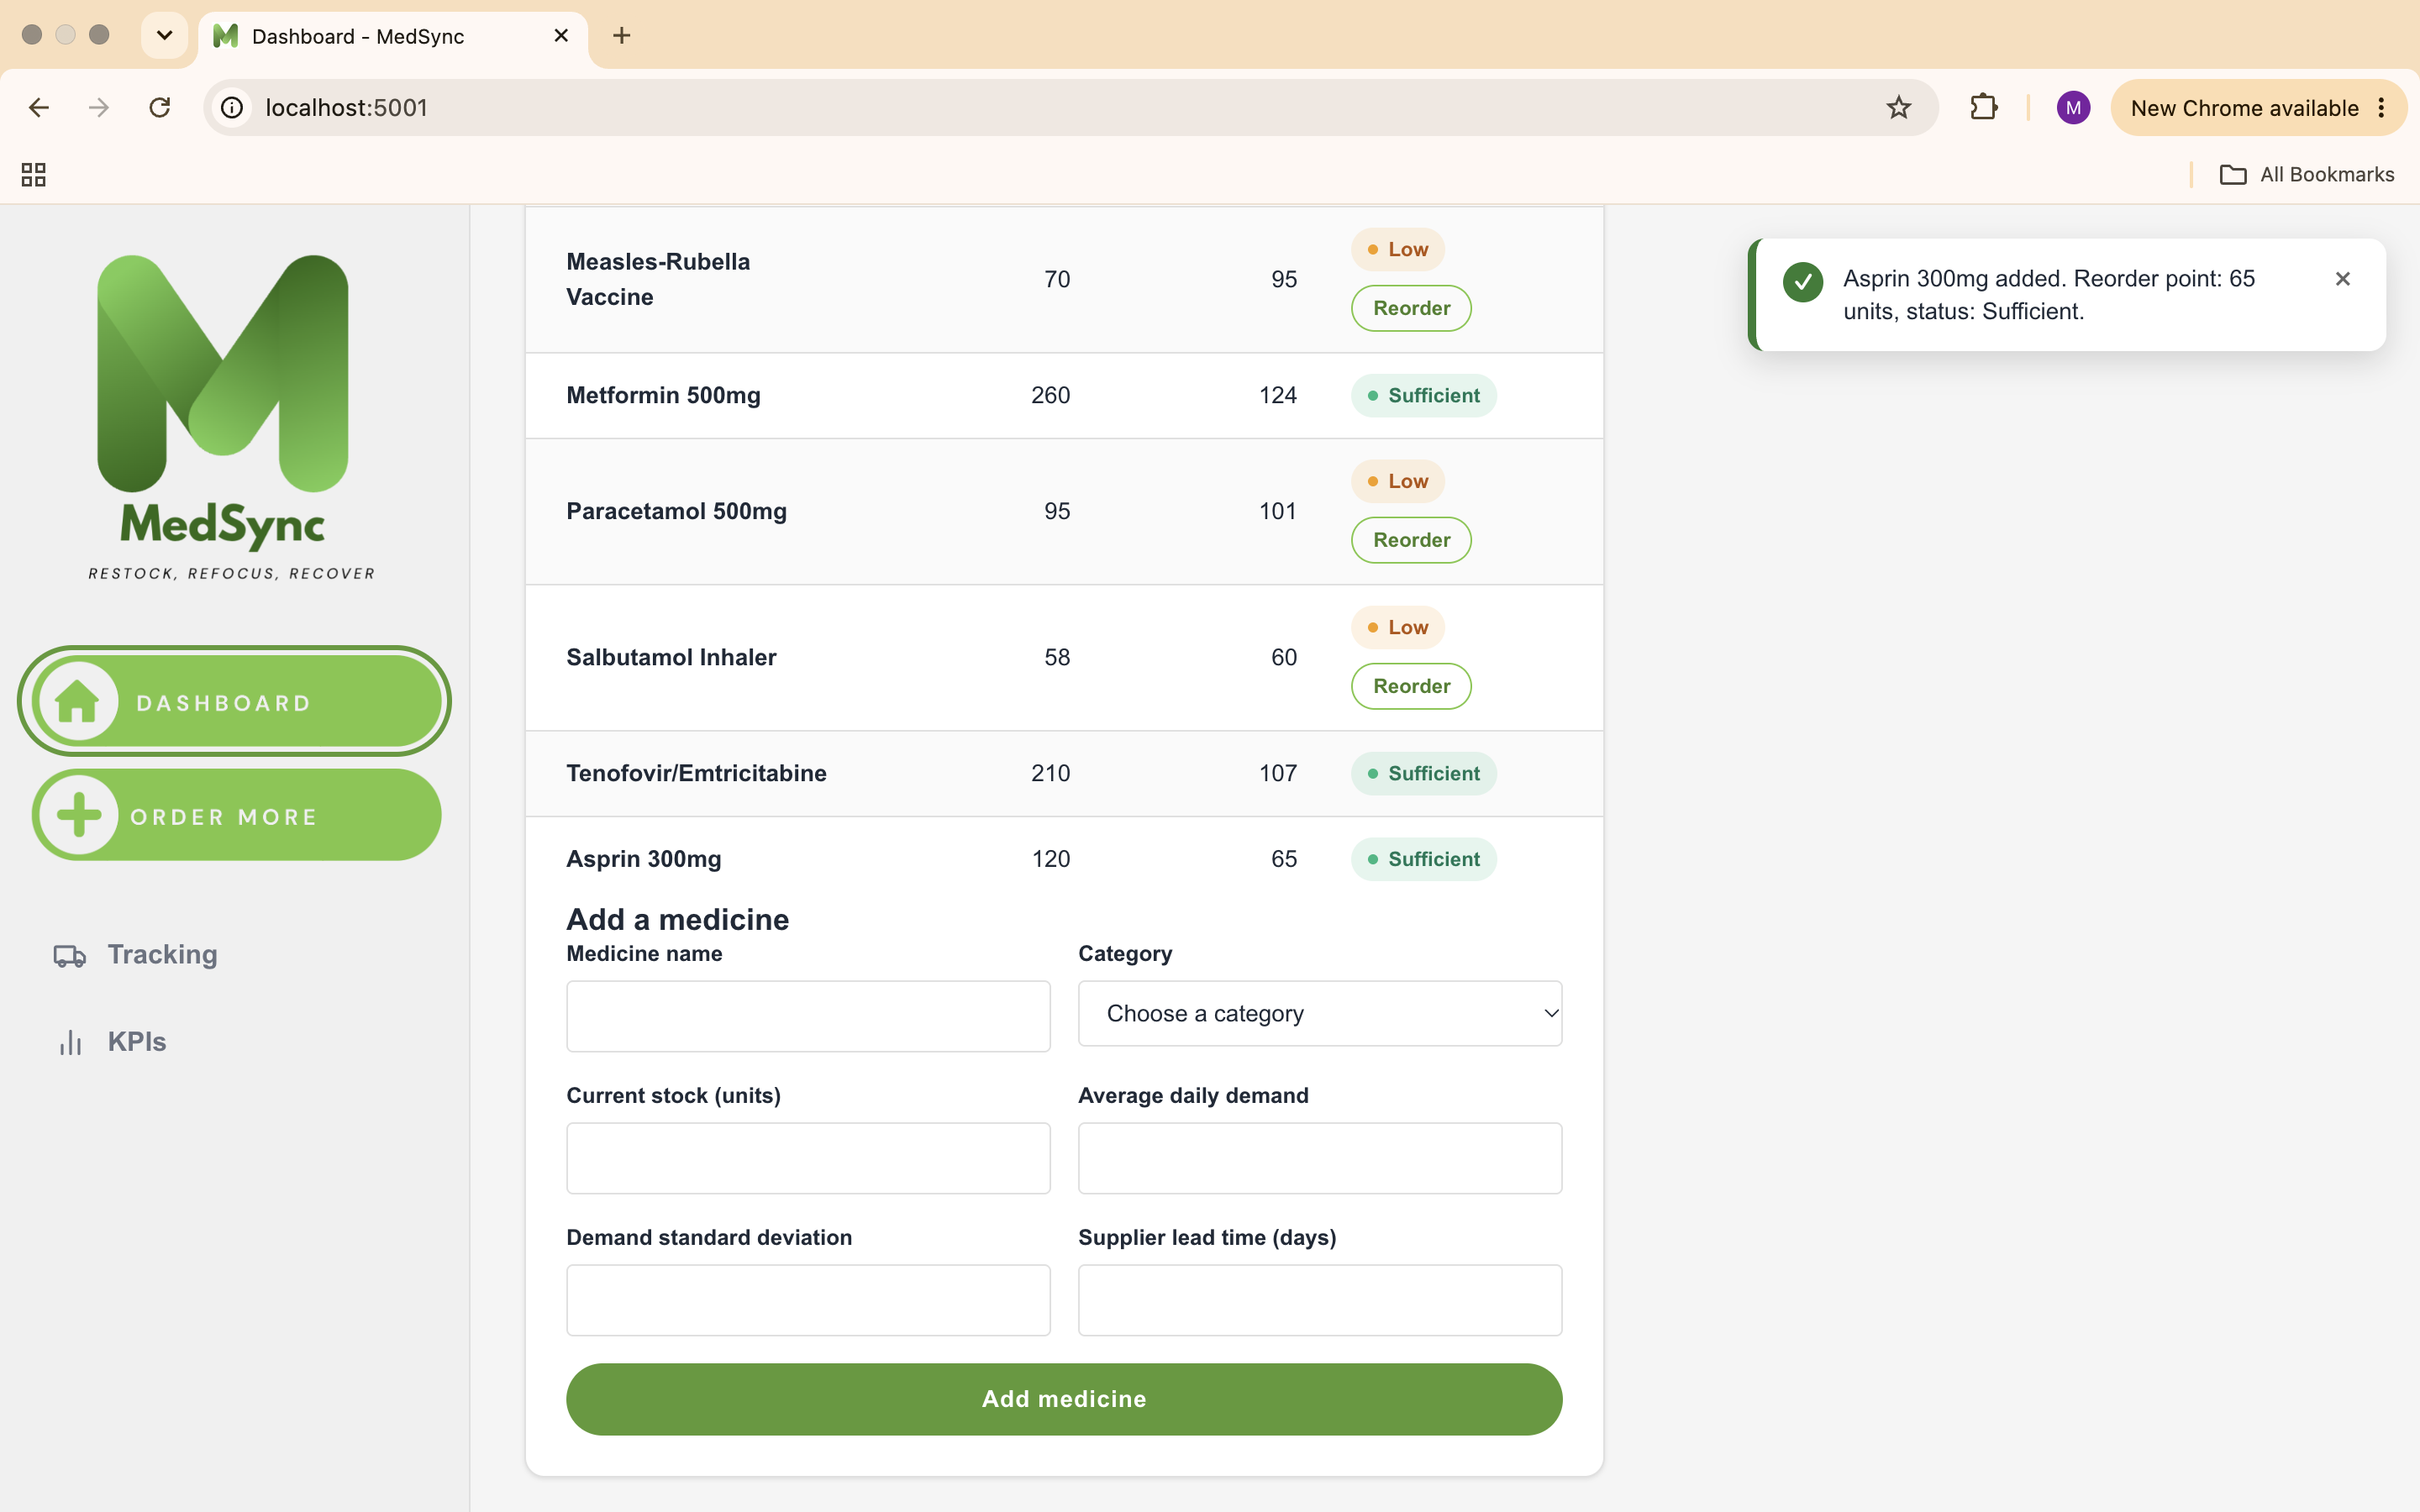 Dashboard - MedSync
localhost:5001
M
New Chrome available
All Bookmarks
MedSync
RESTOCK, REFOCUS, RECOVER
DASHBOARD
ORDER MORE
Tracking
KPIs
Measles-Rubella
Vaccine
70
95
Low
Reorder
Metformin 500mg
260
124
Sufficient
Paracetamol 500mg
95
101
Low
Reorder
Salbutamol Inhaler
58
60
Low
Reorder
Tenofovir/Emtricitabine
210
107
Sufficient
Asprin 300mg
120
65
Sufficient
Add a medicine
Medicine name
Category
Choose a category
Current stock (units)
Average daily demand
Demand standard deviation
Supplier lead time (days)
Add medicine
Asprin 300mg added. Reorder point: 65
units, status: Sufficient.